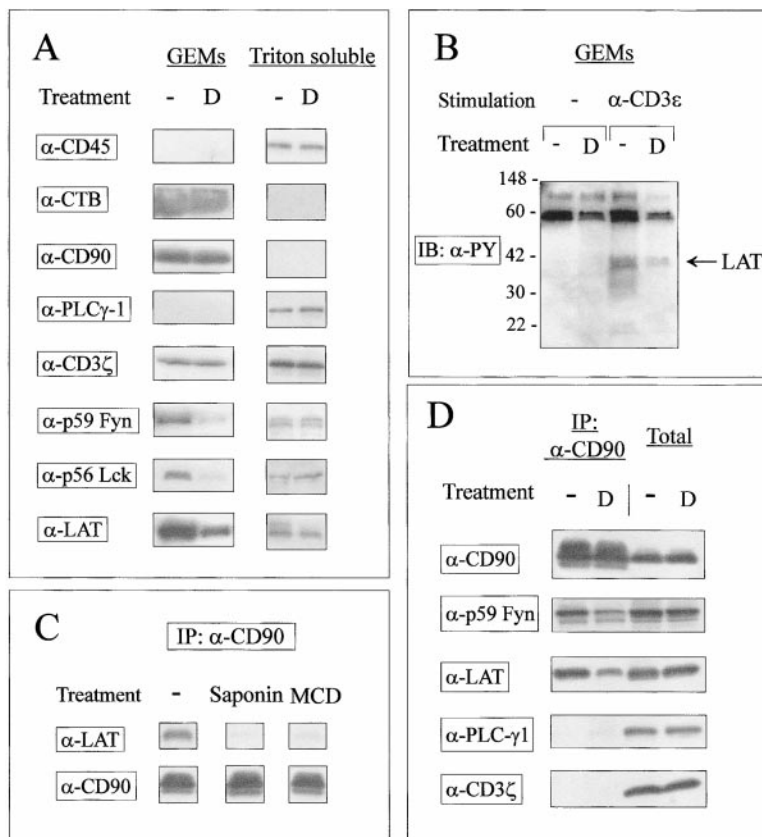 A
GEMs Triton soluble
Treatment - D - D
α-CD45
α-CTB
α-CD90
α-PLCγ-1
α-CD3ζ
α-p59 Fyn
α-p56 Lck
α-LAT
B
GEMs
Stimulation - α-CD3ε
Treatment - D - D
148 -
60 -
IB: α-PY
42 -
LAT
30 -
22 -
C
IP: α-CD90
Treatment - Saponin MCD
α-LAT
α-CD90
D
IP:
α-CD90 Total
Treatment - D - D
α-CD90
α-p59 Fyn
α-LAT
α-PLC-γ1
α-CD3ζ